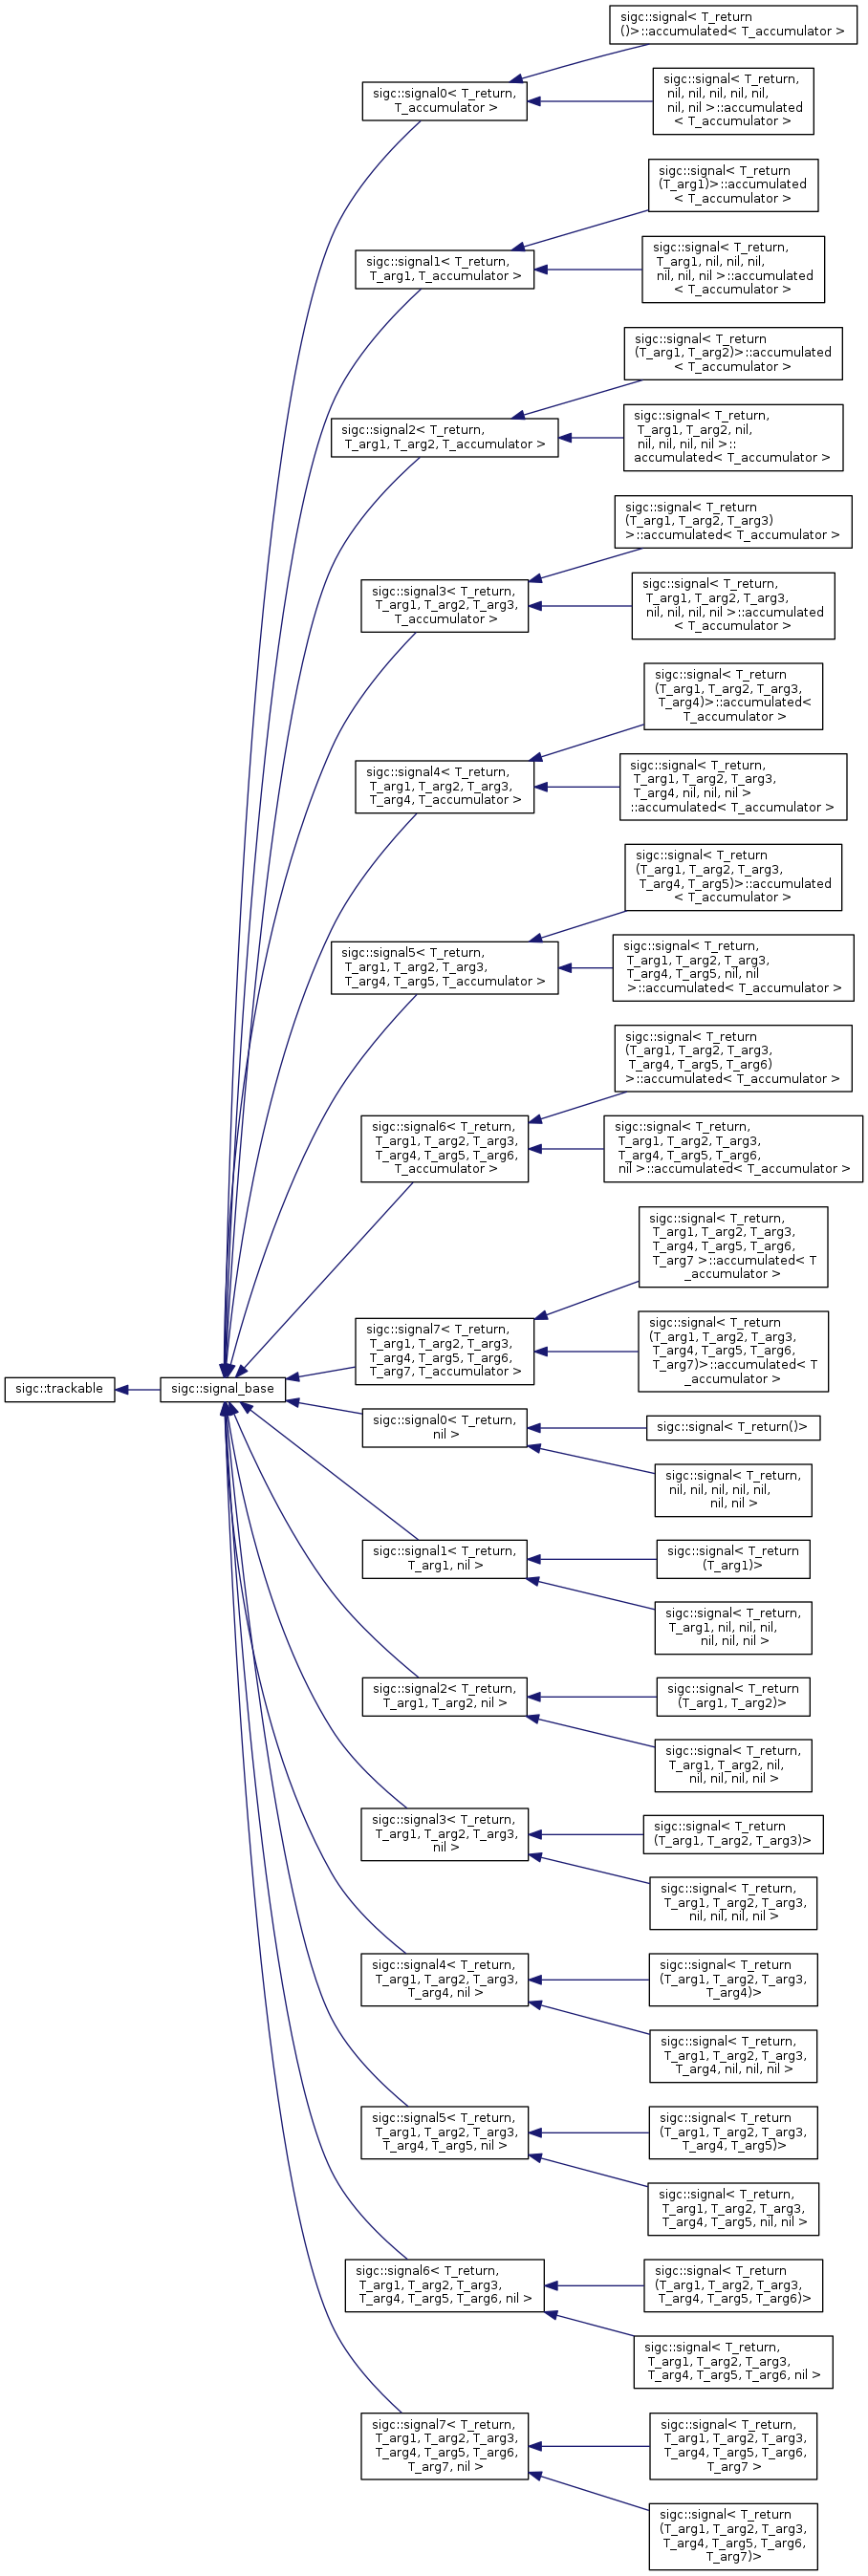 sigc::trackable
sigc::signal_base
sigc::signal0< T_return,
T_accumulator >
sigc::signal< T_return
()>::accumulated< T_accumulator >
sigc::signal< T_return,
nil, nil, nil, nil, nil,
nil, nil >::accumulated
< T_accumulator >
sigc::signal1< T_return,
T_arg1, T_accumulator >
sigc::signal< T_return
(T_arg1)>::accumulated
< T_accumulator >
sigc::signal< T_return,
T_arg1, nil, nil, nil,
nil, nil, nil >::accumulated
< T_accumulator >
sigc::signal2< T_return,
T_arg1, T_arg2, T_accumulator >
sigc::signal< T_return
(T_arg1, T_arg2)>::accumulated
< T_accumulator >
sigc::signal< T_return,
T_arg1, T_arg2, nil,
nil, nil, nil, nil >::
accumulated< T_accumulator >
sigc::signal3< T_return,
T_arg1, T_arg2, T_arg3,
T_accumulator >
sigc::signal< T_return
(T_arg1, T_arg2, T_arg3)
>::accumulated< T_accumulator >
sigc::signal< T_return,
T_arg1, T_arg2, T_arg3,
nil, nil, nil, nil >::accumulated
< T_accumulator >
sigc::signal4< T_return,
T_arg1, T_arg2, T_arg3,
T_arg4, T_accumulator >
sigc::signal< T_return
(T_arg1, T_arg2, T_arg3,
T_arg4)>::accumulated<
T_accumulator >
sigc::signal< T_return,
T_arg1, T_arg2, T_arg3,
T_arg4, nil, nil, nil >
::accumulated< T_accumulator >
sigc::signal5< T_return,
T_arg1, T_arg2, T_arg3,
T_arg4, T_arg5, T_accumulator >
sigc::signal< T_return
(T_arg1, T_arg2, T_arg3,
T_arg4, T_arg5)>::accumulated
< T_accumulator >
sigc::signal< T_return,
T_arg1, T_arg2, T_arg3,
T_arg4, T_arg5, nil, nil
>::accumulated< T_accumulator >
sigc::signal6< T_return,
T_arg1, T_arg2, T_arg3,
T_arg4, T_arg5, T_arg6,
T_accumulator >
sigc::signal< T_return
(T_arg1, T_arg2, T_arg3,
T_arg4, T_arg5, T_arg6)
>::accumulated< T_accumulator >
sigc::signal< T_return,
T_arg1, T_arg2, T_arg3,
T_arg4, T_arg5, T_arg6,
nil >::accumulated< T_accumulator >
sigc::signal7< T_return,
T_arg1, T_arg2, T_arg3,
T_arg4, T_arg5, T_arg6,
T_arg7, T_accumulator >
sigc::signal< T_return,
T_arg1, T_arg2, T_arg3,
T_arg4, T_arg5, T_arg6,
T_arg7 >::accumulated< T
_accumulator >
sigc::signal< T_return
(T_arg1, T_arg2, T_arg3,
T_arg4, T_arg5, T_arg6,
T_arg7)>::accumulated< T
_accumulator >
sigc::signal0< T_return,
nil >
sigc::signal< T_return()>
sigc::signal< T_return,
nil, nil, nil, nil, nil,
nil, nil >
sigc::signal1< T_return,
T_arg1, nil >
sigc::signal< T_return
(T_arg1)>
sigc::signal< T_return,
T_arg1, nil, nil, nil,
nil, nil, nil >
sigc::signal2< T_return,
T_arg1, T_arg2, nil >
sigc::signal< T_return
(T_arg1, T_arg2)>
sigc::signal< T_return,
T_arg1, T_arg2, nil,
nil, nil, nil, nil >
sigc::signal3< T_return,
T_arg1, T_arg2, T_arg3,
nil >
sigc::signal< T_return
(T_arg1, T_arg2, T_arg3)>
sigc::signal< T_return,
T_arg1, T_arg2, T_arg3,
nil, nil, nil, nil >
sigc::signal4< T_return,
T_arg1, T_arg2, T_arg3,
T_arg4, nil >
sigc::signal< T_return
(T_arg1, T_arg2, T_arg3,
T_arg4)>
sigc::signal< T_return,
T_arg1, T_arg2, T_arg3,
T_arg4, nil, nil, nil >
sigc::signal5< T_return,
T_arg1, T_arg2, T_arg3,
T_arg4, T_arg5, nil >
sigc::signal< T_return
(T_arg1, T_arg2, T_arg3,
T_arg4, T_arg5)>
sigc::signal< T_return,
T_arg1, T_arg2, T_arg3,
T_arg4, T_arg5, nil, nil >
sigc::signal6< T_return,
T_arg1, T_arg2, T_arg3,
T_arg4, T_arg5, T_arg6, nil >
sigc::signal< T_return
(T_arg1, T_arg2, T_arg3,
T_arg4, T_arg5, T_arg6)>
sigc::signal< T_return,
T_arg1, T_arg2, T_arg3,
T_arg4, T_arg5, T_arg6, nil >
sigc::signal7< T_return,
T_arg1, T_arg2, T_arg3,
T_arg4, T_arg5, T_arg6,
T_arg7, nil >
sigc::signal< T_return,
T_arg1, T_arg2, T_arg3,
T_arg4, T_arg5, T_arg6,
T_arg7 >
sigc::signal< T_return
(T_arg1, T_arg2, T_arg3,
T_arg4, T_arg5, T_arg6,
T_arg7)>